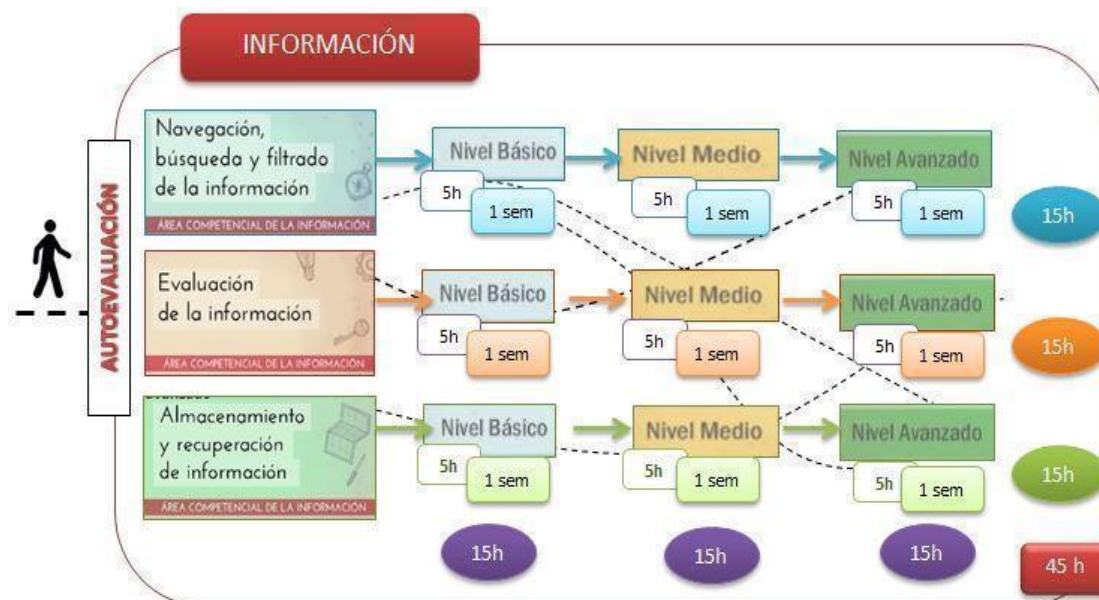 INFORMACIÓN
AUTOEVALUACIÓN
Navegación,
búsqueda y filtrado
de la información
ÁREA COMPETENCIAL DE LA INFORMACIÓN
Nivel Básico
5h
1 sem
Nivel Medio
5h
1 sem
Nivel Avanzado
5h
1 sem
15h
Evaluación
de la información
ÁREA COMPETENCIAL DE LA INFORMACIÓN
Nivel Básico
5h
1 sem
Nivel Medio
5h
1 sem
Nivel Avanzado
5h
1 sem
15h
Almacenamiento
y recuperación
de información
ÁREA COMPETENCIAL DE LA INFORMACIÓN
Nivel Básico
5h
1 sem
Nivel Medio
5h
1 sem
Nivel Avanzado
5h
1 sem
15h
15h
15h
15h
45 h